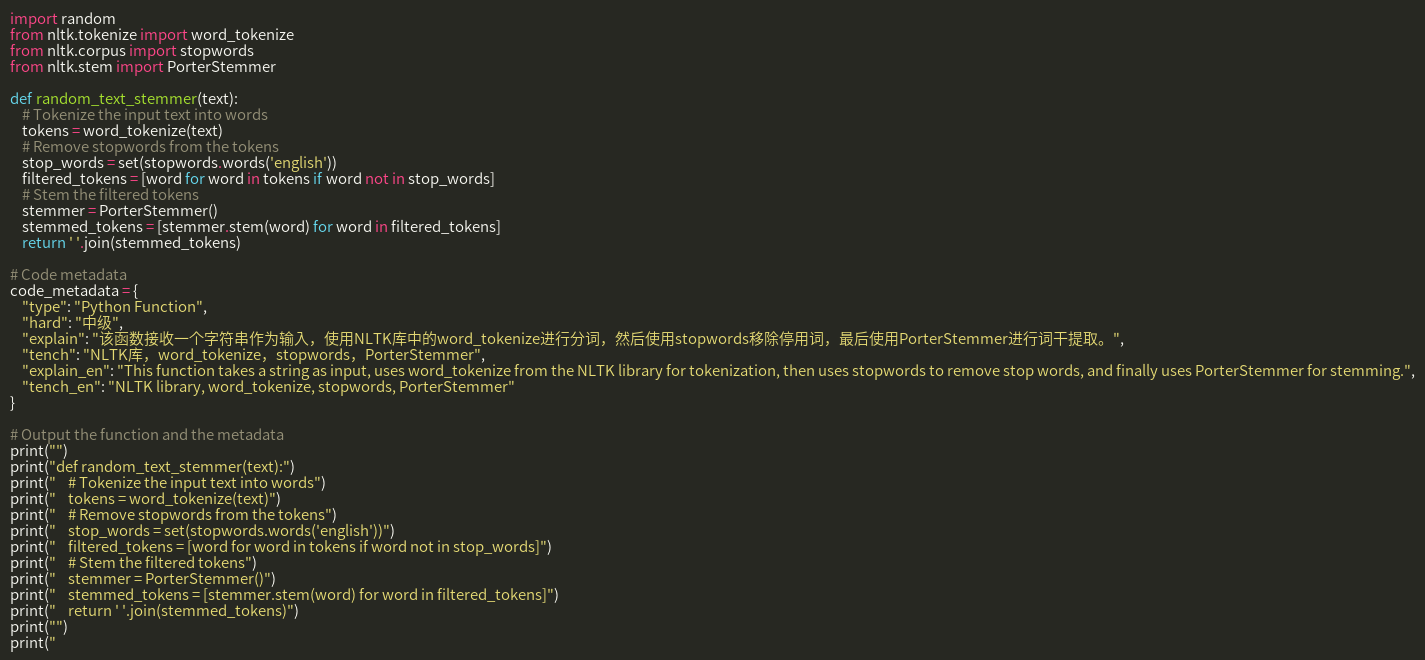 import random
from nltk.tokenize import word_tokenize
from nltk.corpus import stopwords
from nltk.stem import PorterStemmer

def random_text_stemmer(text):
    # Tokenize the input text into words
    tokens = word_tokenize(text)
    # Remove stopwords from the tokens
    stop_words = set(stopwords.words('english'))
    filtered_tokens = [word for word in tokens if word not in stop_words]
    # Stem the filtered tokens
    stemmer = PorterStemmer()
    stemmed_tokens = [stemmer.stem(word) for word in filtered_tokens]
    return ' '.join(stemmed_tokens)

# Code metadata
code_metadata = {
    "type": "Python Function",
    "hard": "中级",
    "explain": "该函数接收一个字符串作为输入，使用NLTK库中的word_tokenize进行分词，然后使用stopwords移除停用词，最后使用PorterStemmer进行词干提取。",
    "tench": "NLTK库，word_tokenize，stopwords，PorterStemmer",
    "explain_en": "This function takes a string as input, uses word_tokenize from the NLTK library for tokenization, then uses stopwords to remove stop words, and finally uses PorterStemmer for stemming.",
    "tench_en": "NLTK library, word_tokenize, stopwords, PorterStemmer"
}

# Output the function and the metadata
print("")
print("def random_text_stemmer(text):")
print("    # Tokenize the input text into words")
print("    tokens = word_tokenize(text)")
print("    # Remove stopwords from the tokens")
print("    stop_words = set(stopwords.words('english'))")
print("    filtered_tokens = [word for word in tokens if word not in stop_words]")
print("    # Stem the filtered tokens")
print("    stemmer = PorterStemmer()")
print("    stemmed_tokens = [stemmer.stem(word) for word in filtered_tokens]")
print("    return ' '.join(stemmed_tokens)")
print("")
print("